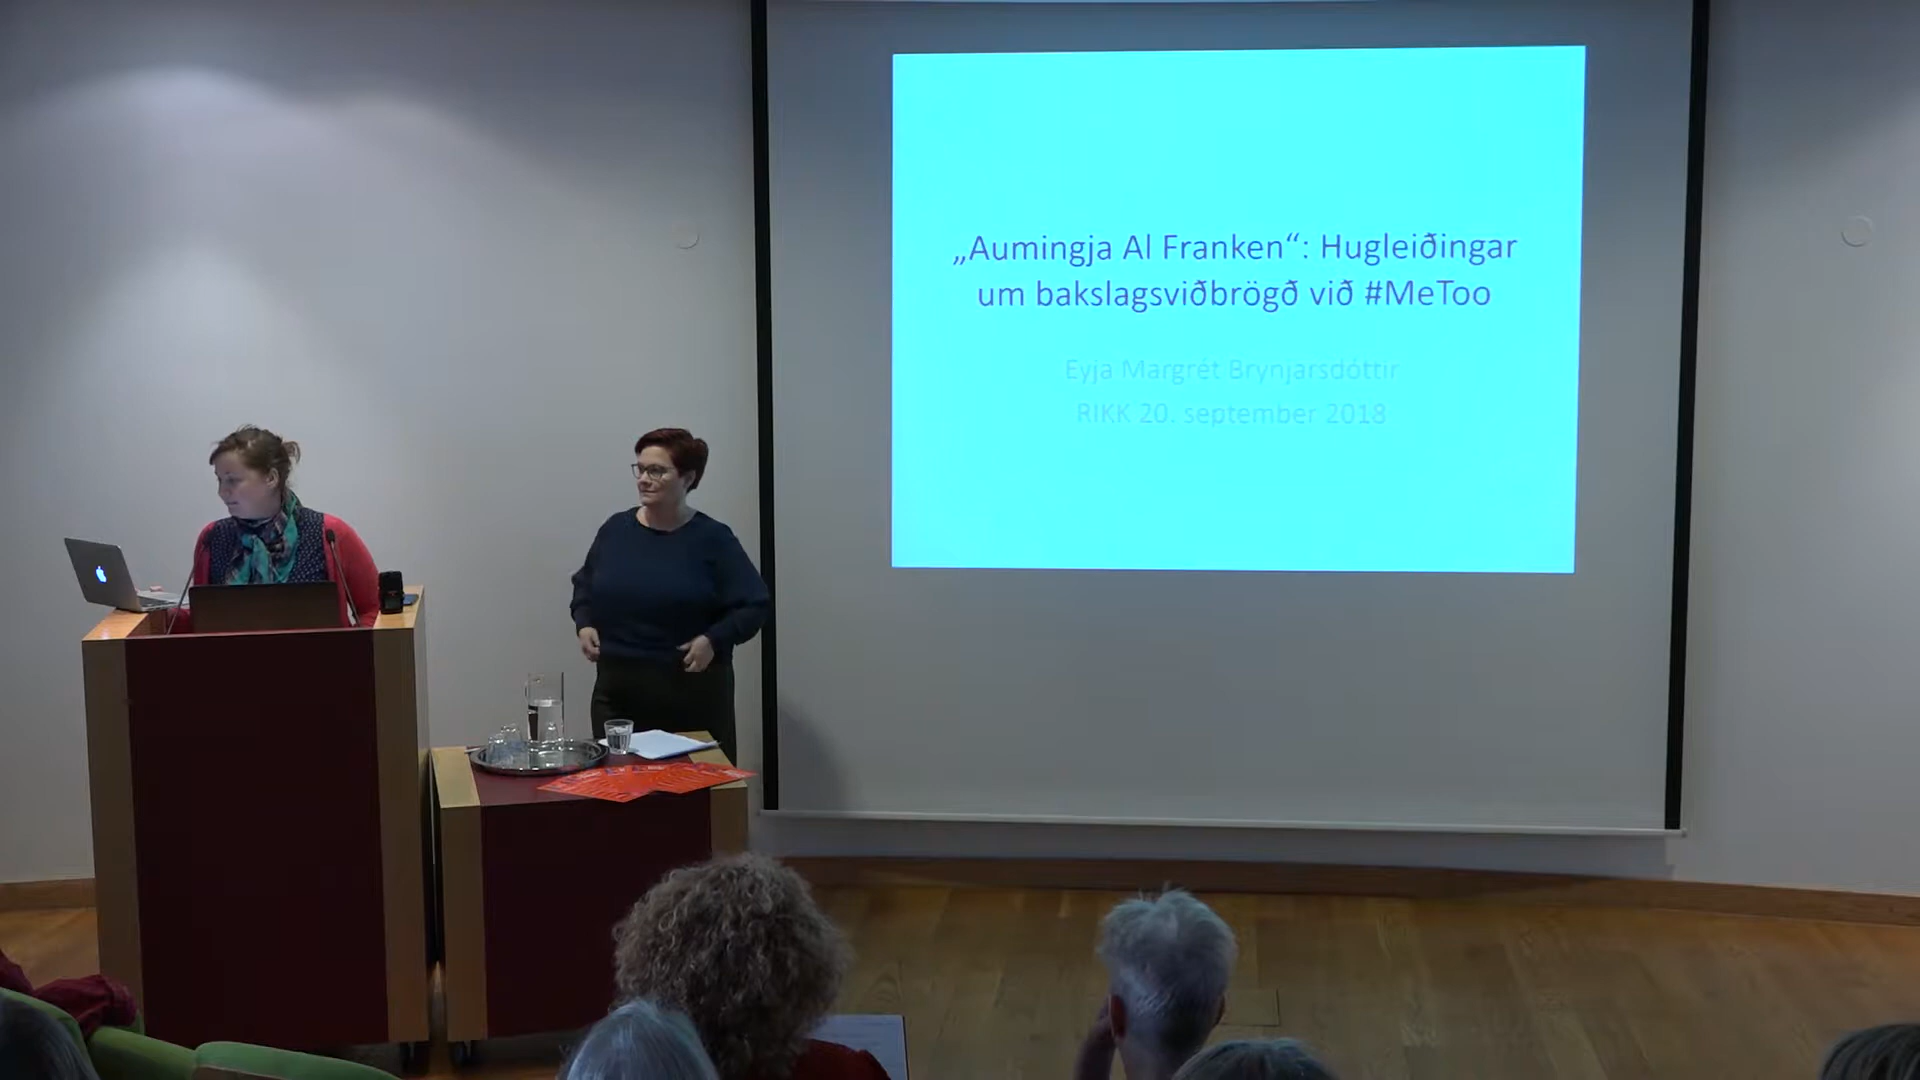 „Aumingja Al Franken“: Hugleiðingar
um bakslagsviðbrögð við #MeToo
Eyja Margrét Brynjarsdóttir
RIKK 20. september 2018